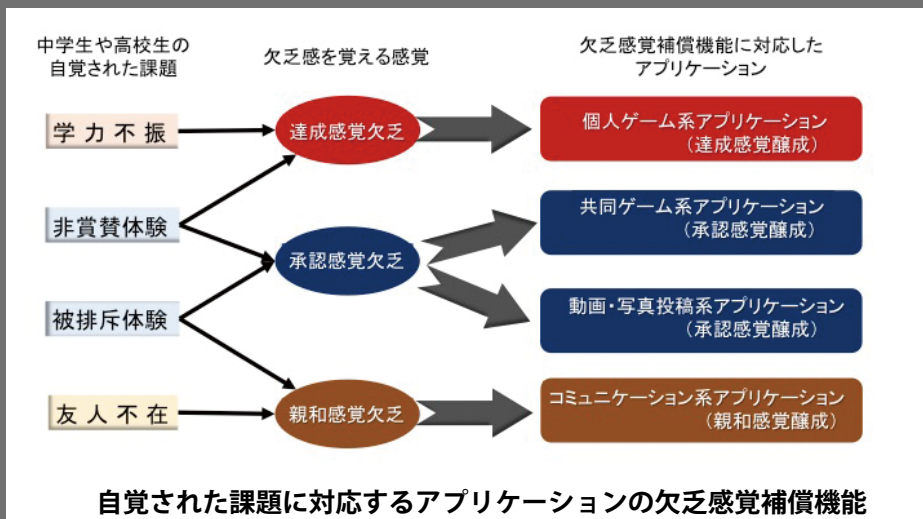 中学生や高校生の
自覚された課題
欠乏感を覚える感覚
欠乏感覚補償機能に対応した
アプリケーション
学力不振
達成感覚欠乏
個人ゲーム系アプリケーション
(達成感覚醸成)
非賞賛体験
承認感覚欠乏
共同ゲーム系アプリケーション
(承認感覚醸成)
被排斥体験
動画・写真投稿系アプリケーション
(承認感覚醸成)
友人不在
親和感覚欠乏
コミュニケーション系アプリケーション
(親和感覚醸成)
自覚された課題に対応するアプリケーションの欠乏感覚補償機能